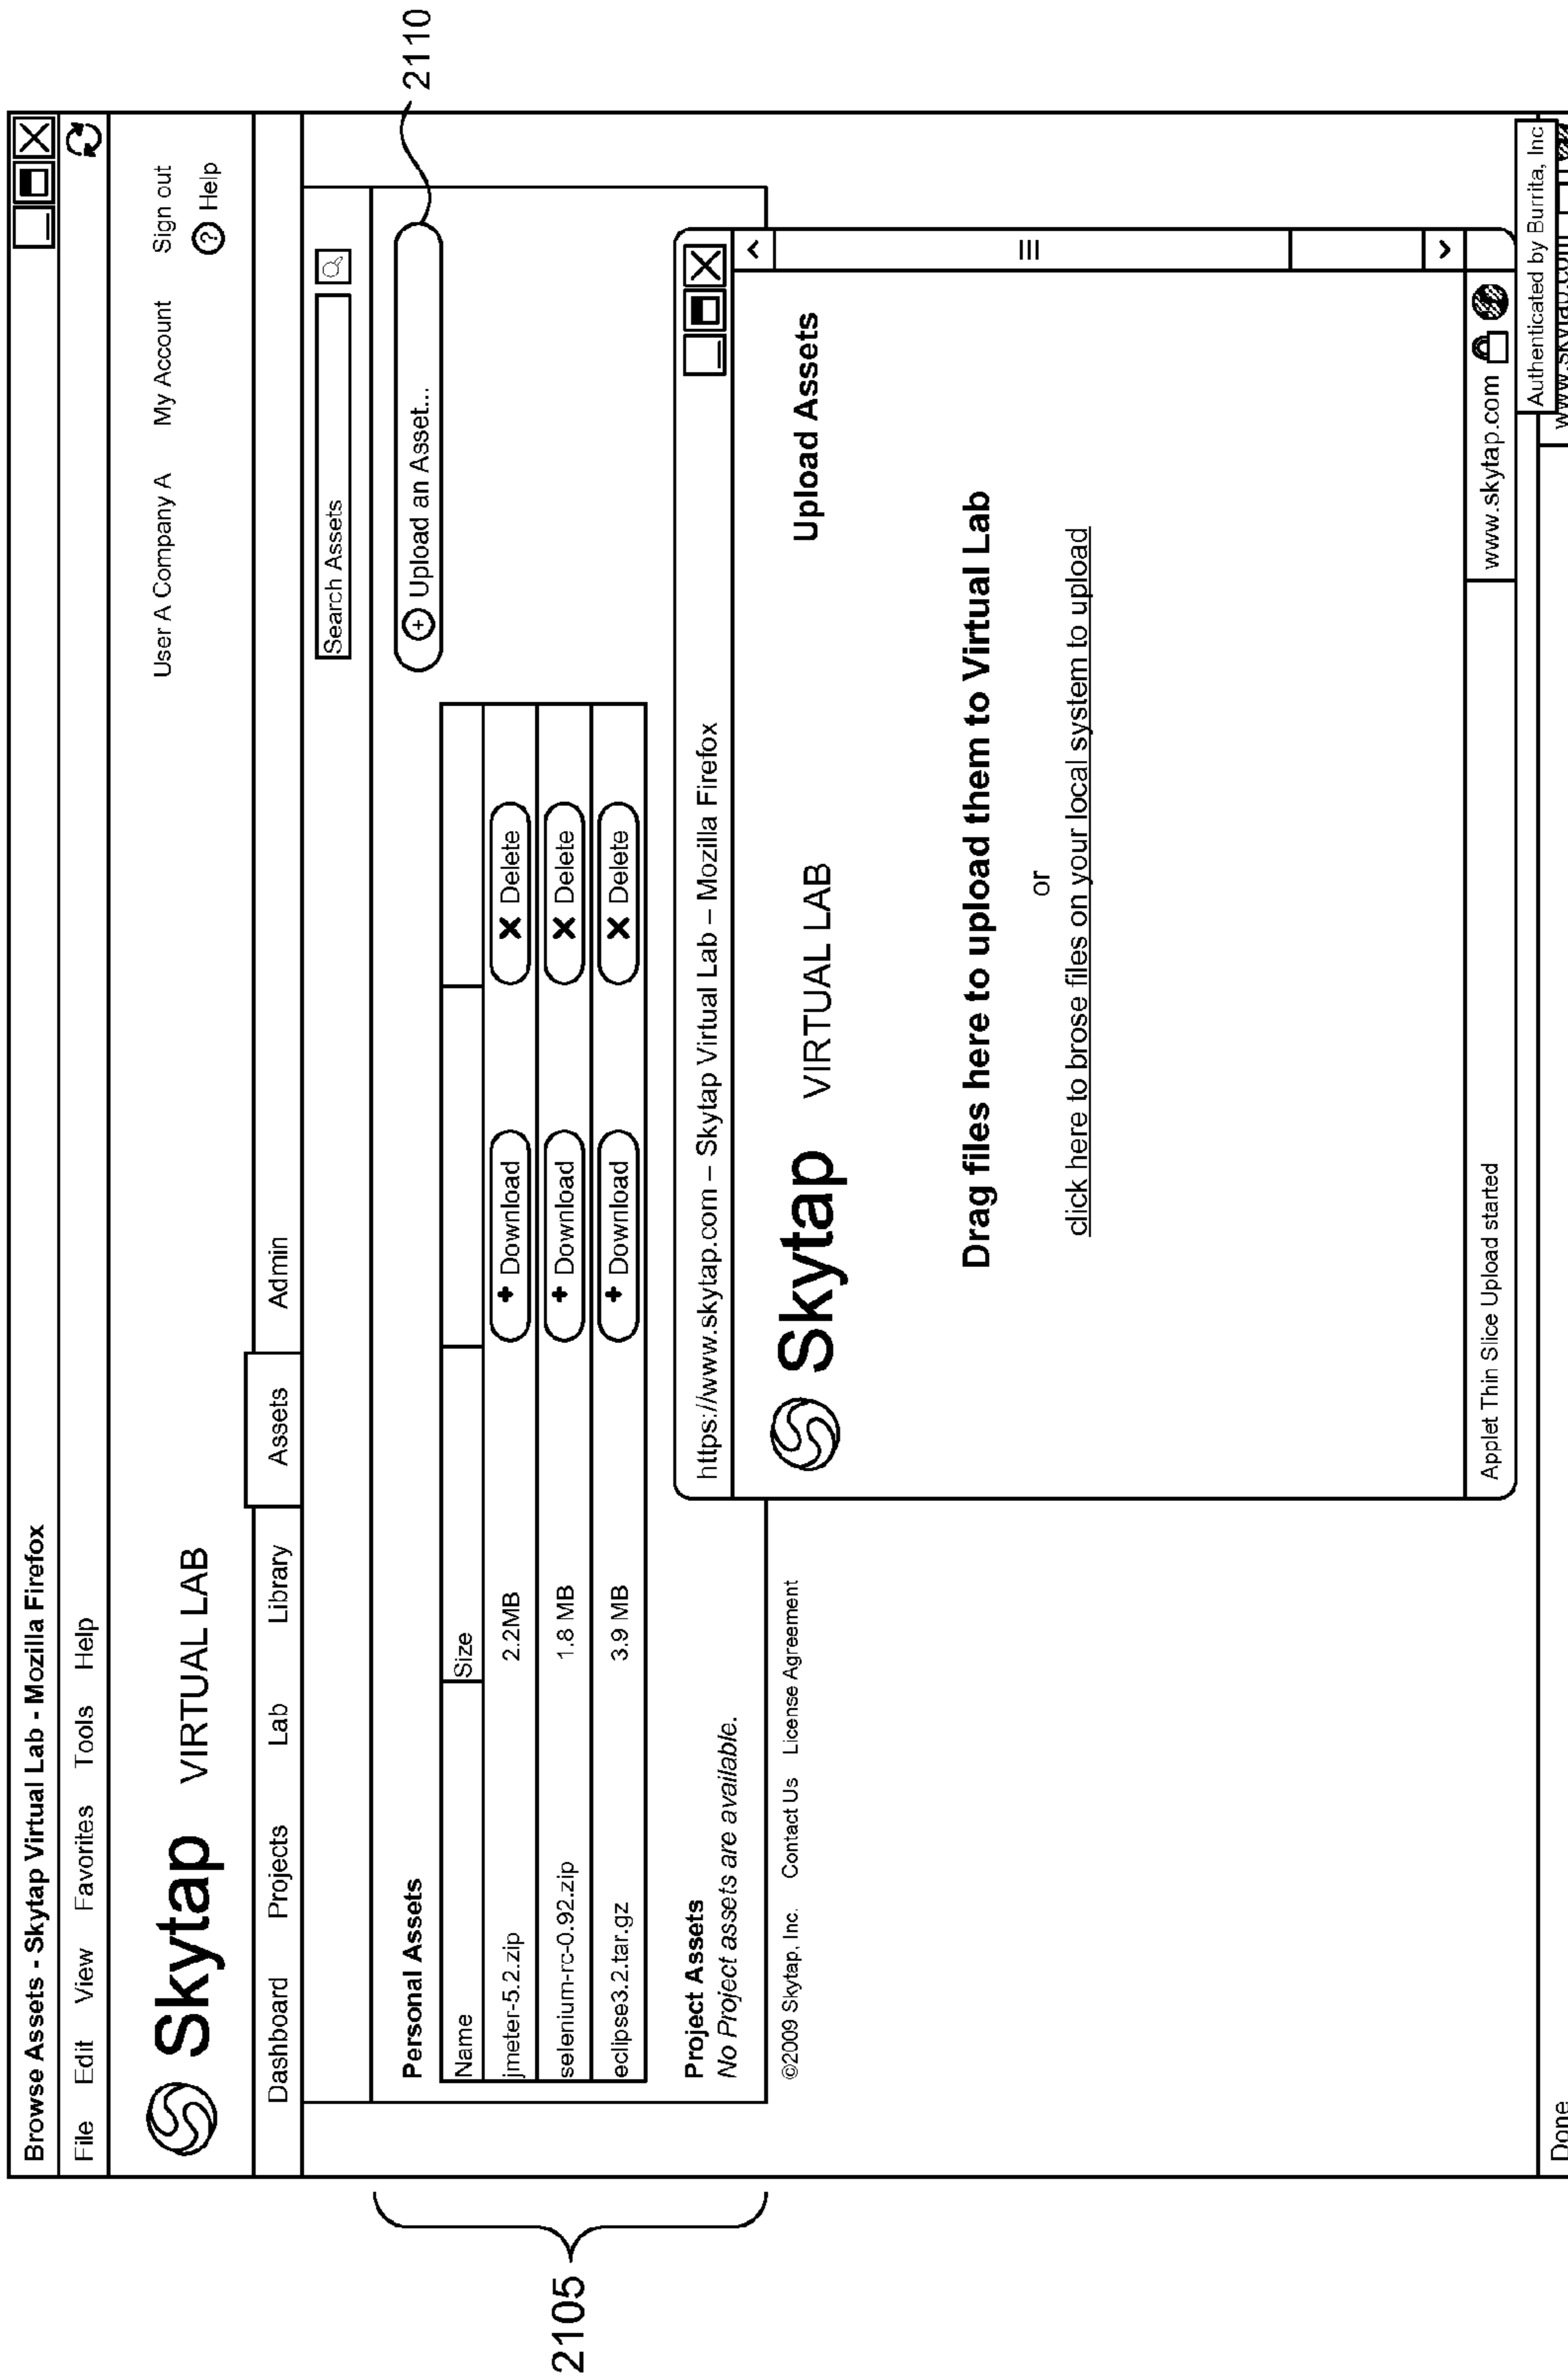 Browse Assets - Skytap Virtual Lab - Mozilla Firefox
File Edit View Favorites Tools Help
Skytap VIRTUAL LAB
User A Company A My Account Sign out
? Help
Dashboard Projects Lab Library Assets Admin
Search Assets
Personal Assets
+ Upload an Asset...
2110
Name Size
jmeter-5.2.zip 2.2MB + Download X Delete
selenium-rc-0.92.zip 1.8 MB + Download X Delete
eclipse3.2.tar.gz 3.9 MB + Download X Delete
2105
Project Assets
No Project assets are available.
©2009 Skytap, Inc. Contact Us License Agreement
https://www.skytap.com – Skytap Virtual Lab – Mozilla Firefox
Skytap VIRTUAL LAB
Upload Assets
Drag files here to upload them to Virtual Lab
or
click here to brose files on your local system to upload
Applet Thin Slice Upload started
www.skytap.com
Authenticated by Burrita, Inc
Done
www.skytap.com